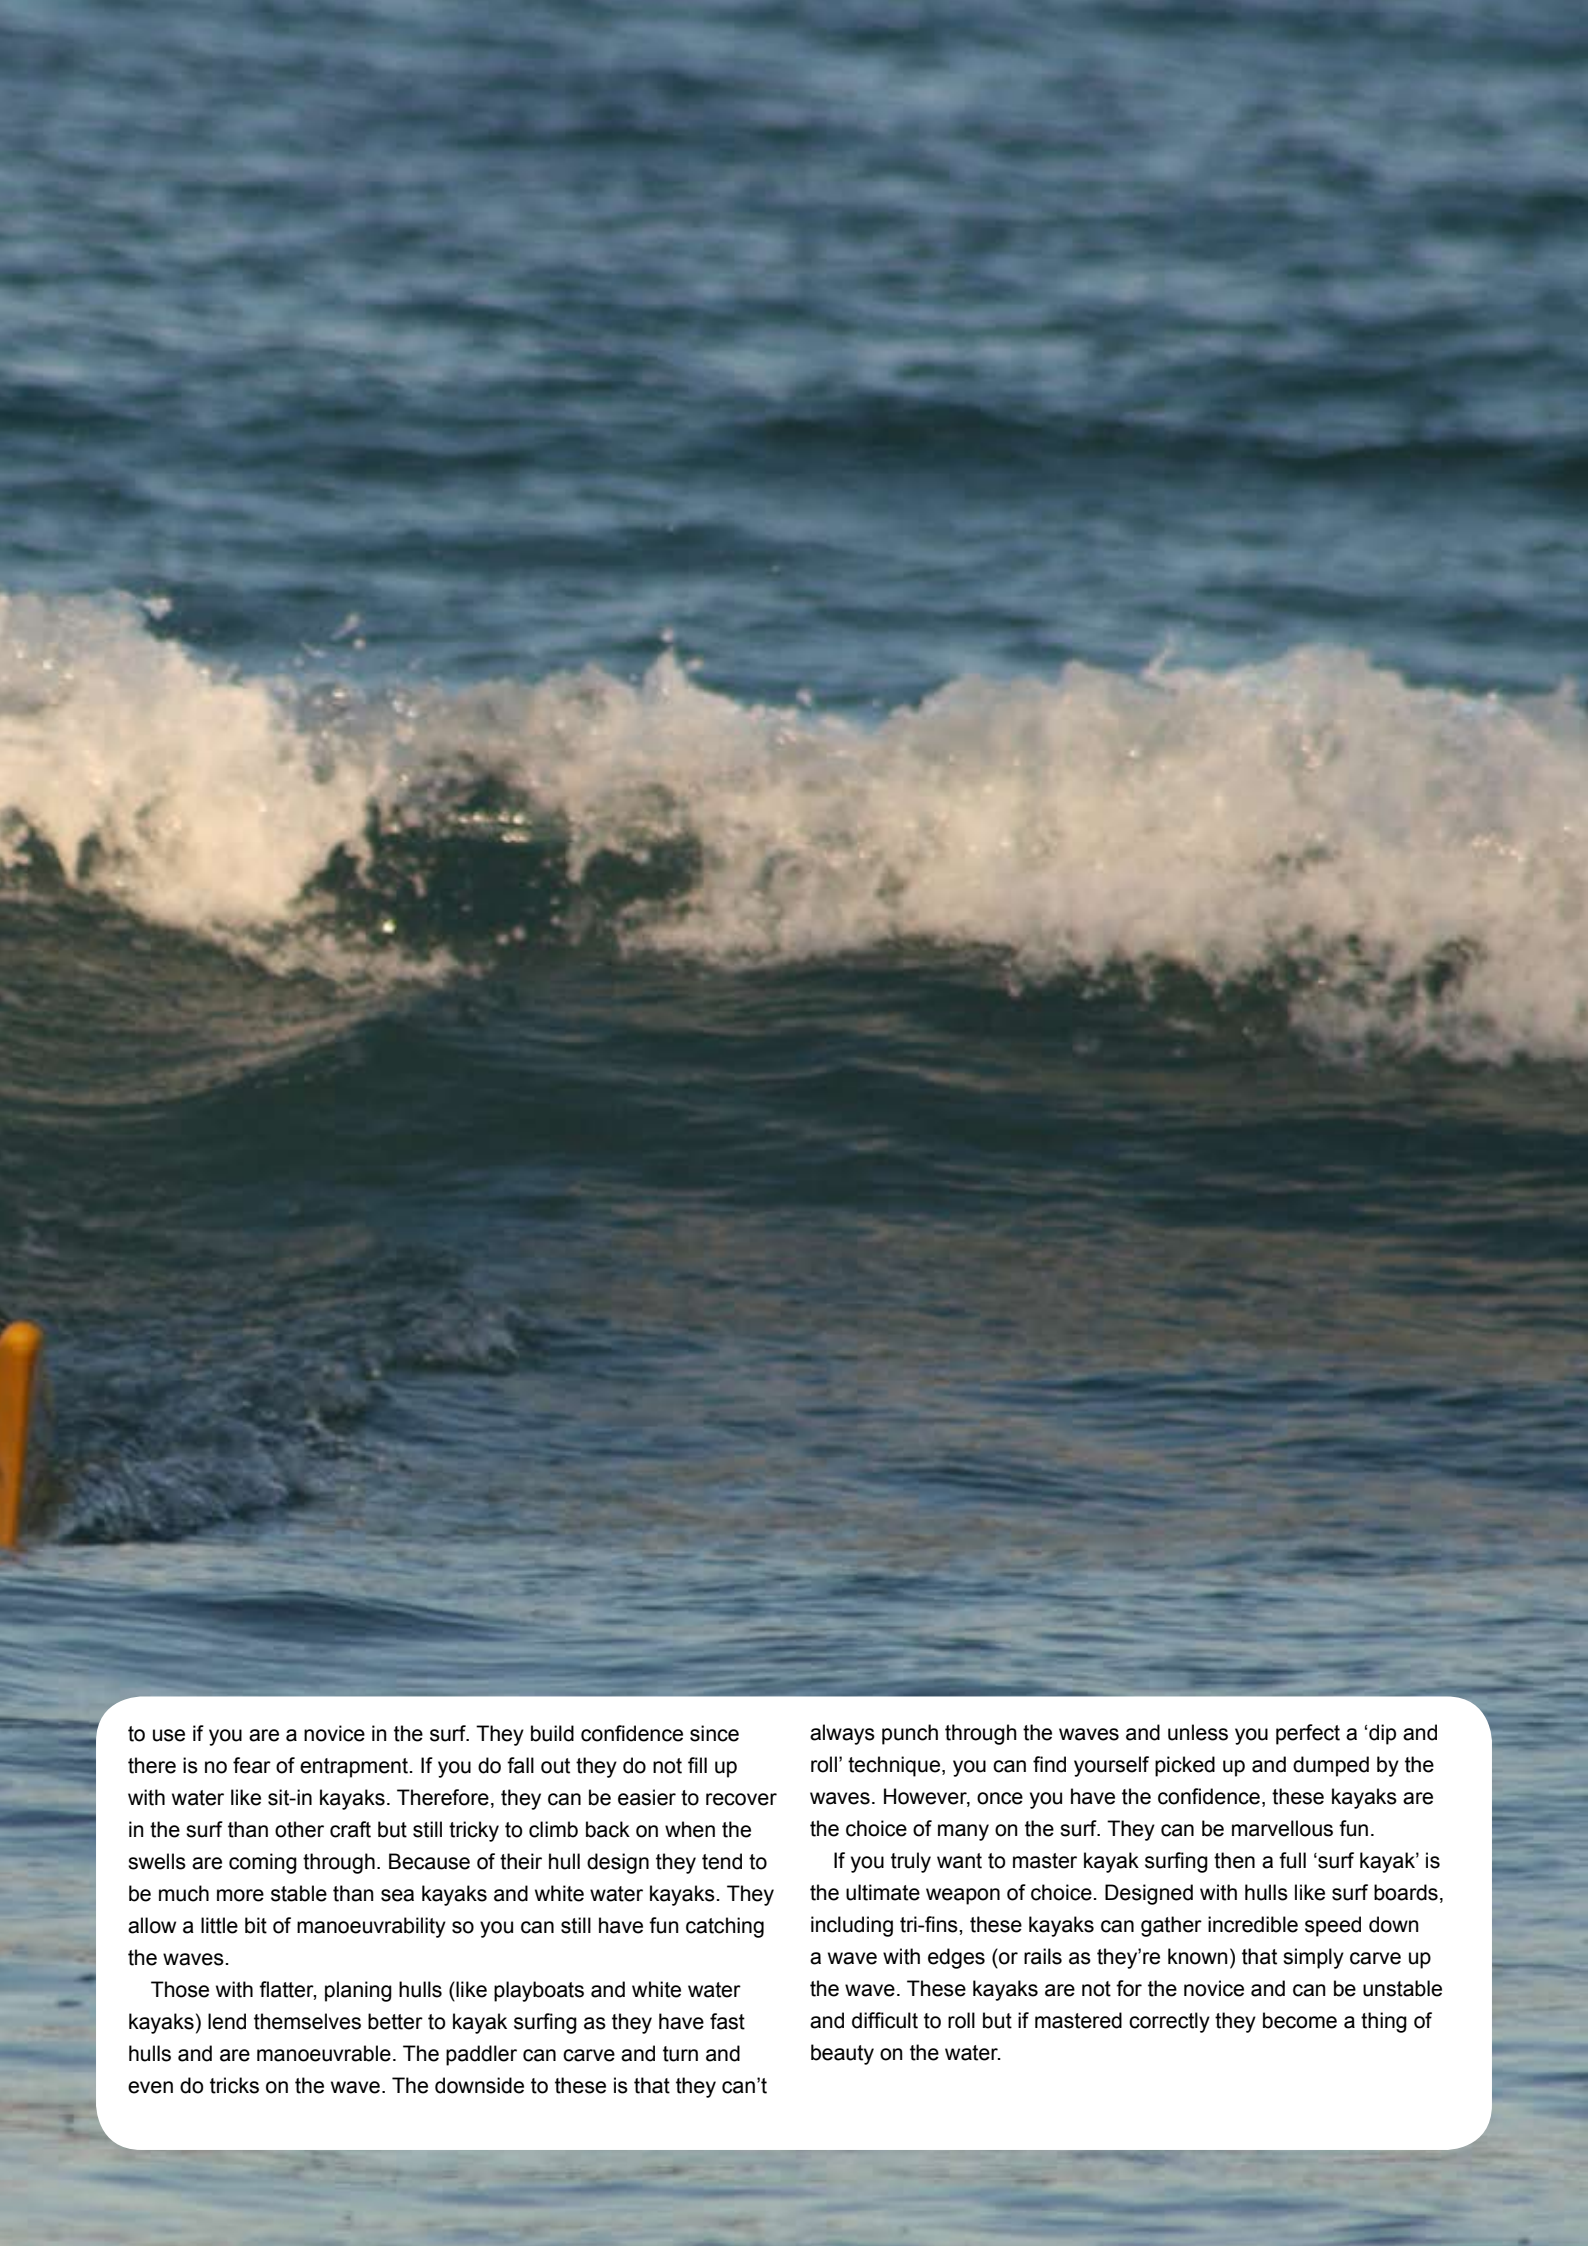 to use if you are a novice in the surf. They build confidence since
there is no fear of entrapment. If you do fall out they do not fill up
with water like sit-in kayaks. Therefore, they can be easier to recover
in the surf than other craft but still tricky to climb back on when the
swells are coming through. Because of their hull design they tend to
be much more stable than sea kayaks and white water kayaks. They
allow a little bit of manoeuvrability so you can still have fun catching
the waves.
Those with flatter, planing hulls (like playboats and white water
kayaks) lend themselves better to kayak surfing as they have fast
hulls and are manoeuvrable. The paddler can carve and turn and
even do tricks on the wave. The downside to these is that they can’t
always punch through the waves and unless you perfect a ‘dip and
roll’ technique, you can find yourself picked up and dumped by the
waves. However, once you have the confidence, these kayaks are
the choice of many on the surf. They can be marvellous fun.
If you truly want to master kayak surfing then a full ‘surf kayak’ is
the ultimate weapon of choice. Designed with hulls like surf boards,
including tri-fins, these kayaks can gather incredible speed down
a wave with edges (or rails as they’re known) that simply carve up
the wave. These kayaks are not for the novice and can be unstable
and difficult to roll but if mastered correctly they become a thing of
beauty on the water.